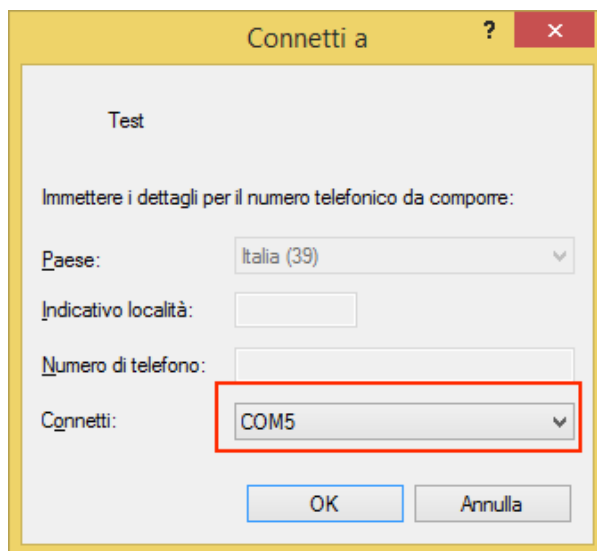 Connetti a
?
×
Test
Immettere i dettagli per il numero telefonico da comporre:
Paese: Italia (39)
Indicativo località:
Numero di telefono:
Connetti: COM5
OK Annulla